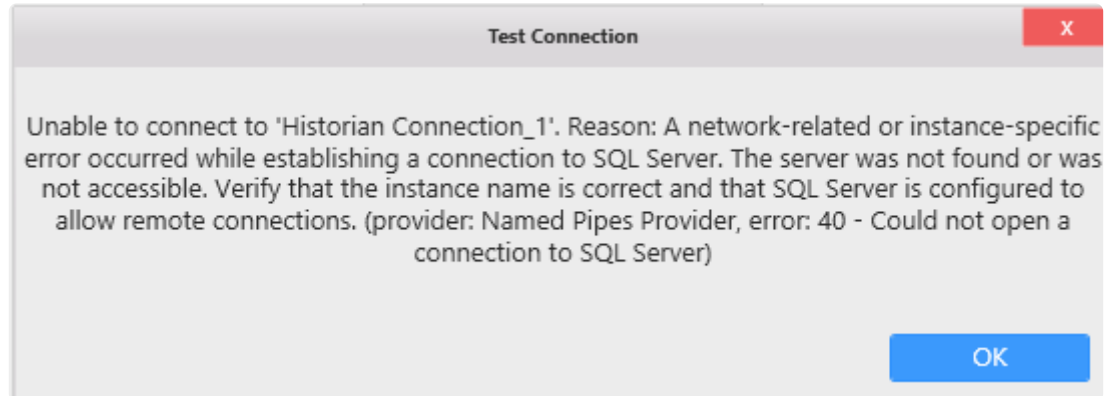 Test Connection
X
Unable to connect to 'Historian Connection_1'. Reason: A network-related or instance-specific
error occurred while establishing a connection to SQL Server. The server was not found or was
not accessible. Verify that the instance name is correct and that SQL Server is configured to
allow remote connections. (provider: Named Pipes Provider, error: 40 - Could not open a
connection to SQL Server)
OK